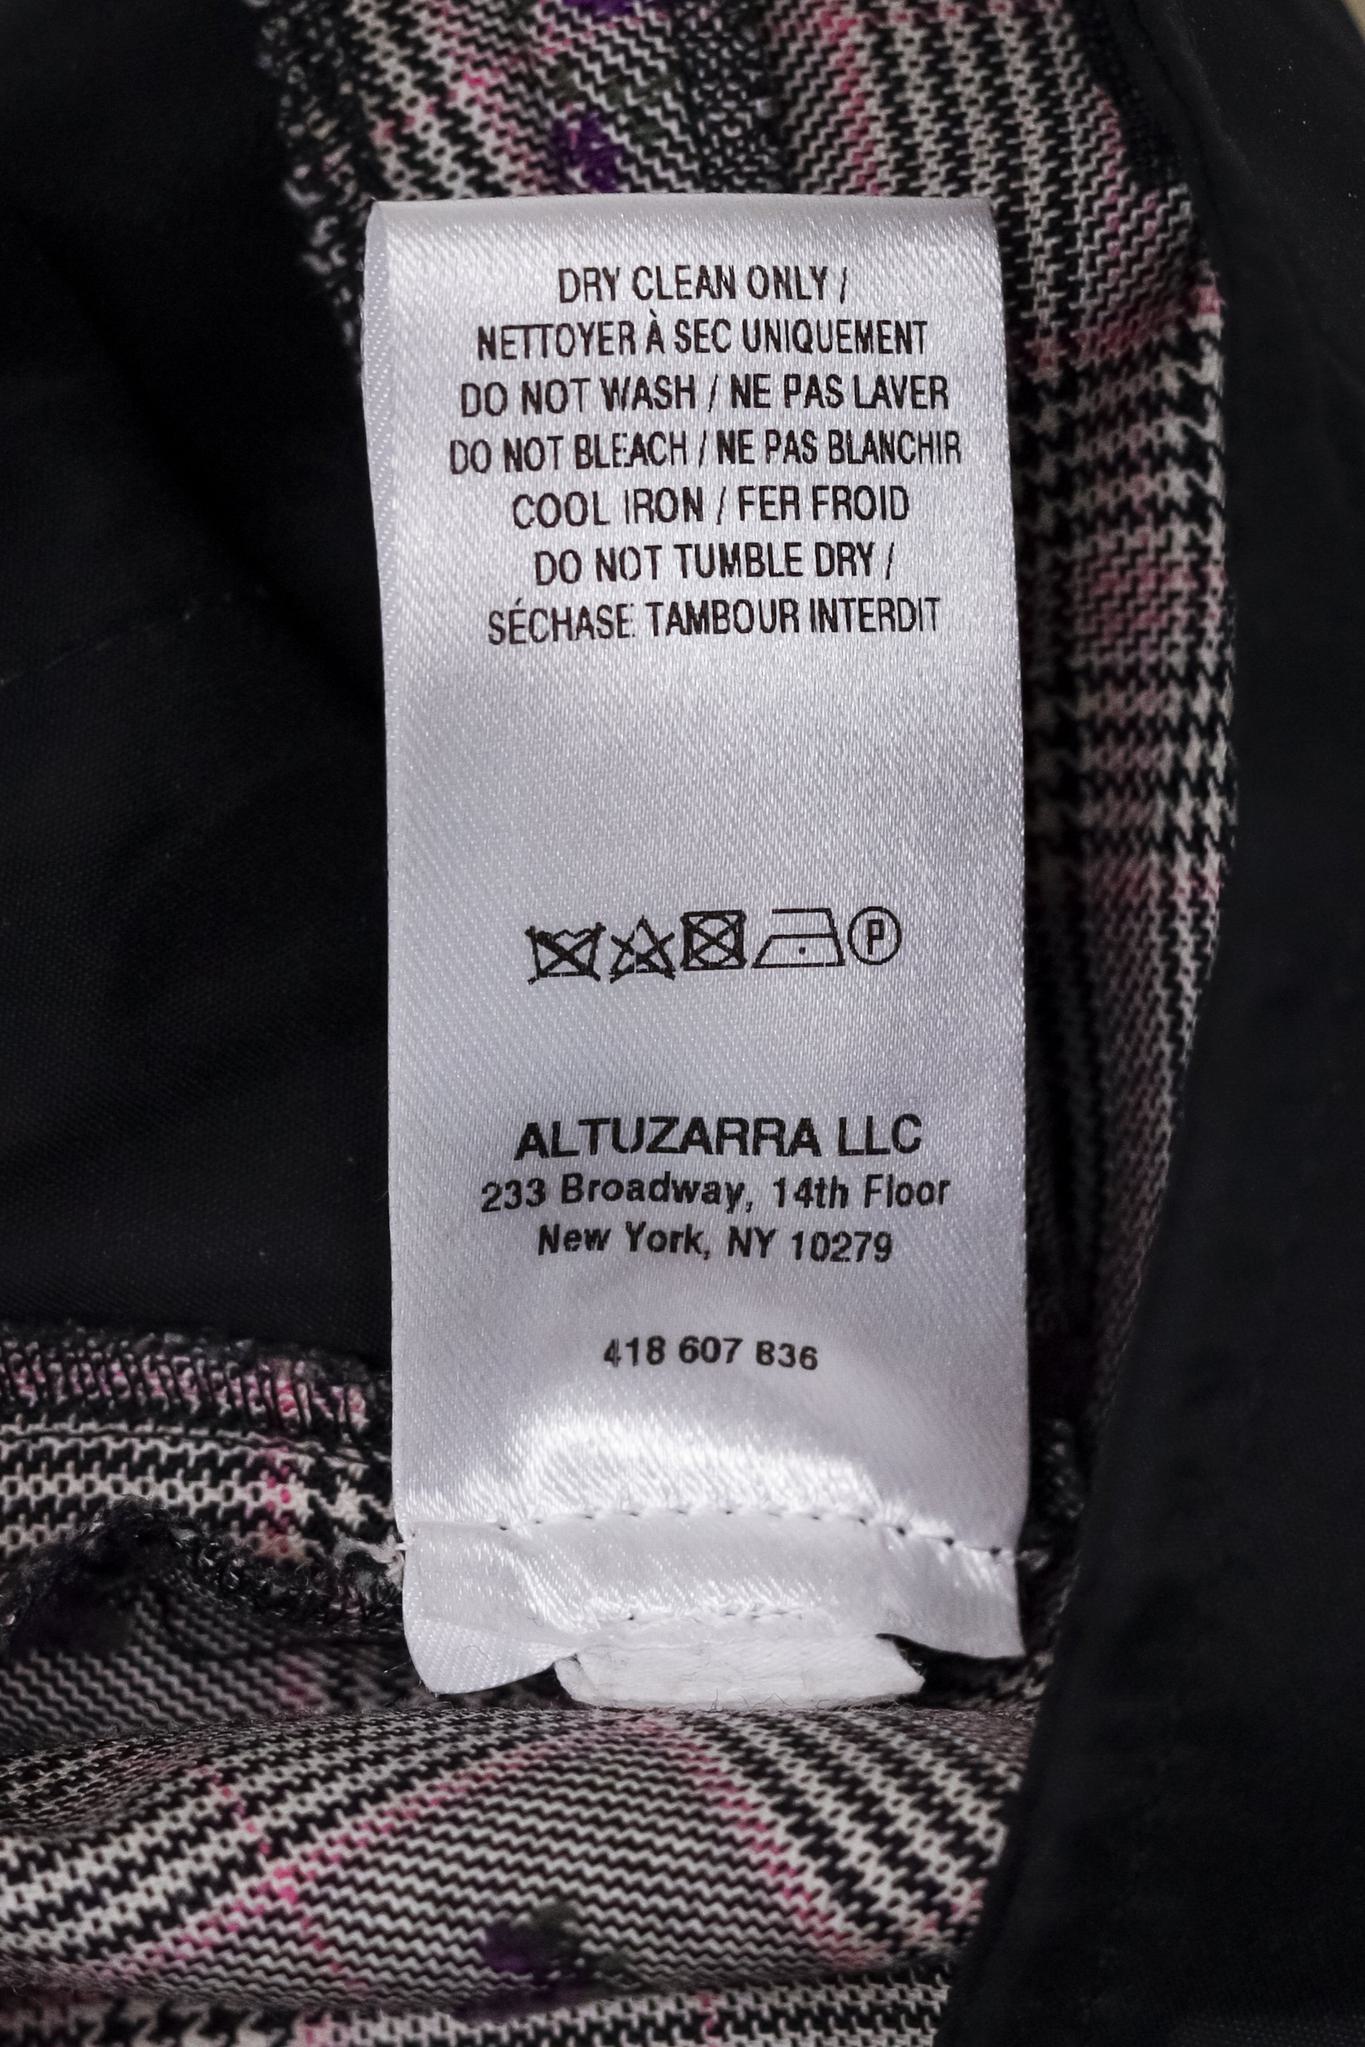 DRY CLEAN ONLY /
NETTOYER À SEC UNIQUEMENT
DO NOT WASH / NE PAS LAVER
DO NOT BLEACH / NE PAS BLANCHIR
COOL IRON / FER FROID
DO NOT TUMBLE DRY /
SÉCHASE TAMBOUR INTERDIT
P
ALTUZARRA LLC
233 Broadway, 14th Floor
New York, NY 10279
418 607 836